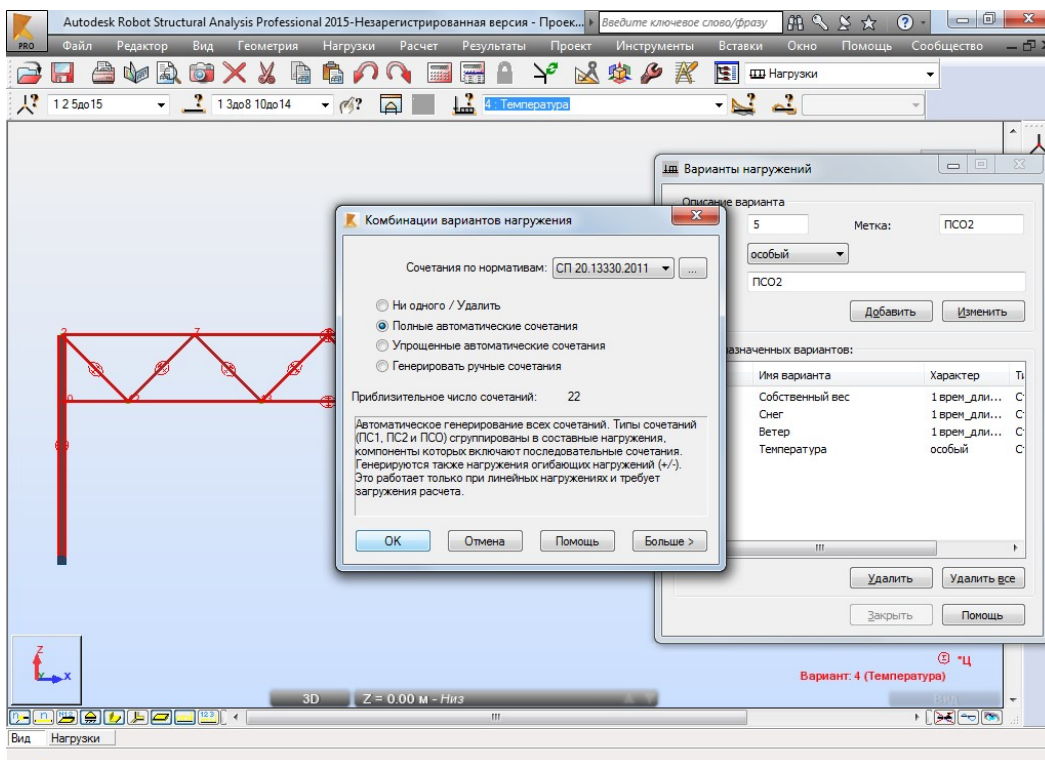 Autodesk Robot Structural Analysis Professional 2015-Незарегистрированная версия - Проек...
Введите ключевое слово/фразу
PRO
Файл Редактор Вид Геометрия Нагрузки Расчет Результаты Проект Инструменты Вставки Окно Помощь Сообщество
Нагрузки
1 2 5до15
1 3до8 10до14
4 : Температура
Варианты нагружений
Описание варианта
5
Метка:
ПСО2
особый
ПСО2
Добавить
Изменить
азначенных вариантов:
Имя варианта Характер
Собственный вес 1 врем_дли...
Снег 1 врем_дли...
Ветер 1 врем_дли...
Температура особый
Удалить
Удалить все
Закрыть
Помощь
Комбинации вариантов нагружения
Сочетания по нормативам: СП 20.13330.2011 ...
Ни одного / Удалить
Полные автоматические сочетания
Упрощенные автоматические сочетания
Генерировать ручные сочетания
Приблизительное число сочетаний: 22
Автоматическое генерирование всех сочетаний. Типы сочетаний
(ПС1, ПС2 и ПСО) сгруппированы в составные нагружения,
компоненты которых включают последовательные сочетания.
Генерируются также нагружения огибающих нагружений (+/-).
Это работает только при линейных нагружениях и требует
загружения расчета.
OK
Отмена
Помощь
Больше >
2
7
Z
X
*Ц
Вариант: 4 (Температура)
3D
Z = 0.00 м - Низ
Вид
Вид
Нагрузки